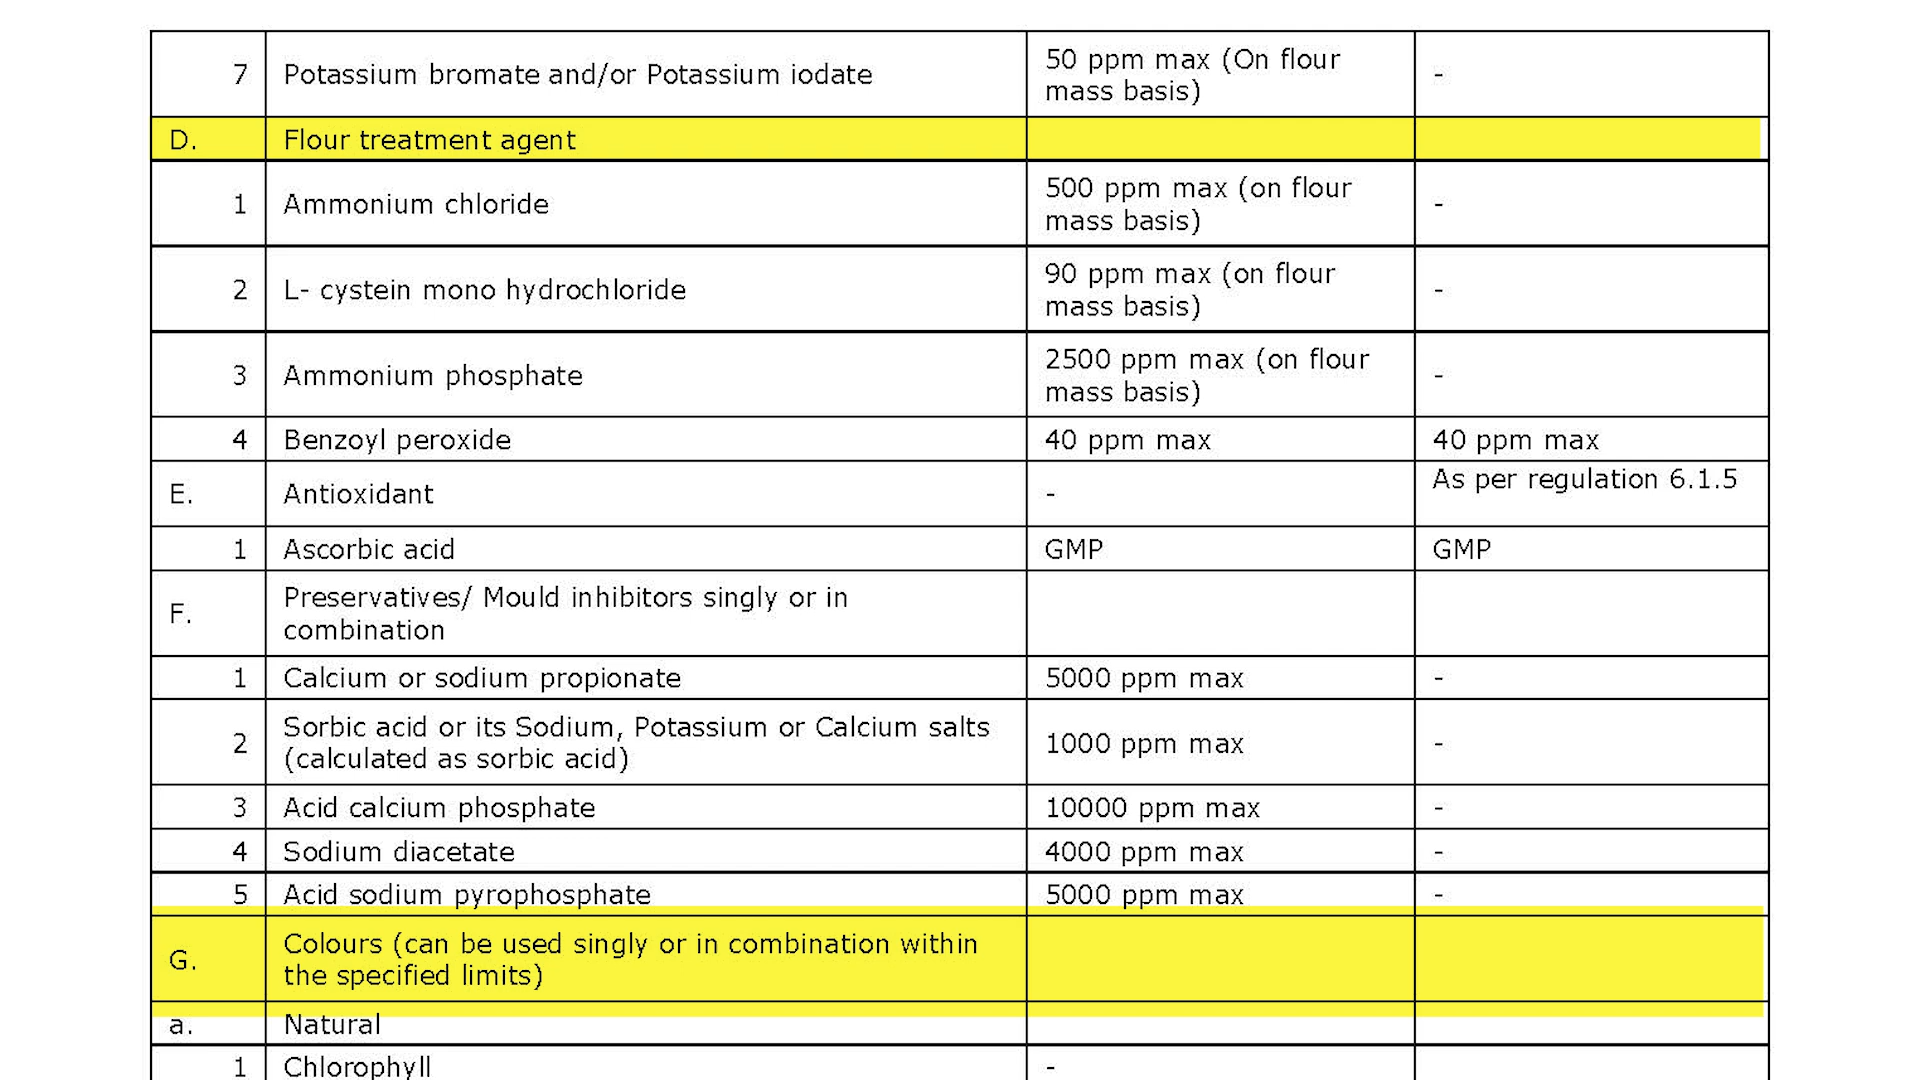 7 Potassium bromate and/or Potassium iodate 50 ppm max (On flour
mass basis) -
D. Flour treatment agent
1 Ammonium chloride 500 ppm max (on flour
mass basis) -
2 L- cystein mono hydrochloride 90 ppm max (on flour
mass basis) -
3 Ammonium phosphate 2500 ppm max (on flour
mass basis) -
4 Benzoyl peroxide 40 ppm max 40 ppm max
E. Antioxidant - As per regulation 6.1.5
1 Ascorbic acid GMP GMP
F. Preservatives/ Mould inhibitors singly or in
combination
1 Calcium or sodium propionate 5000 ppm max -
2 Sorbic acid or its Sodium, Potassium or Calcium salts
(calculated as sorbic acid) 1000 ppm max -
3 Acid calcium phosphate 10000 ppm max -
4 Sodium diacetate 4000 ppm max -
5 Acid sodium pyrophosphate 5000 ppm max -
G. Colours (can be used singly or in combination within
the specified limits)
a. Natural
1 Chlorophyll -